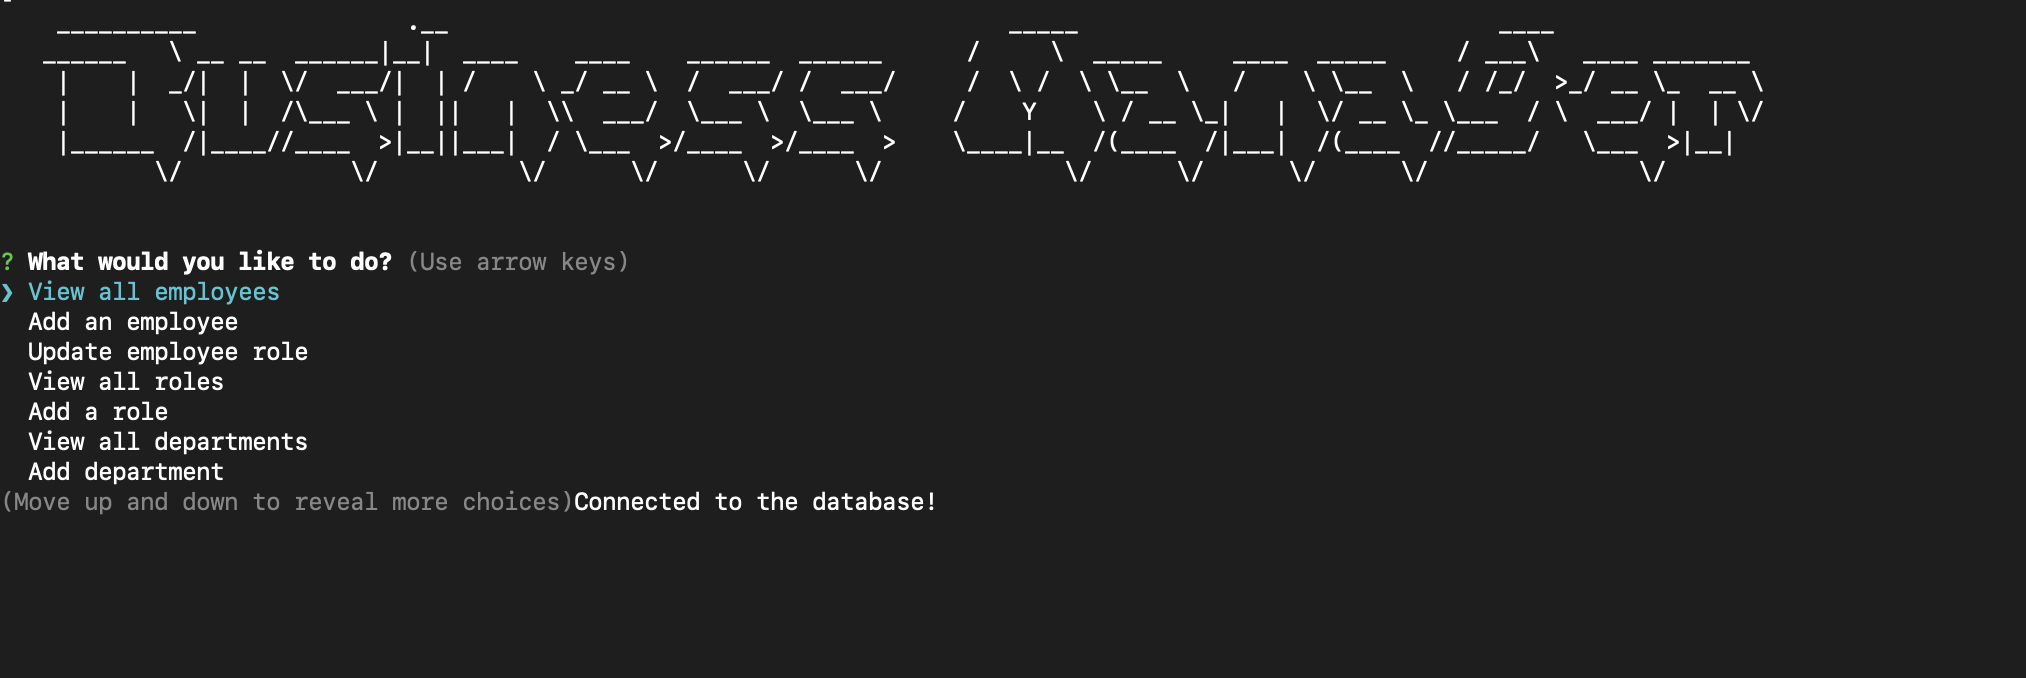 Business Manager
? What would you like to do? (Use arrow keys)
❯ View all employees
Add an employee
Update employee role
View all roles
Add a role
View all departments
Add department
(Move up and down to reveal more choices)Connected to the database!